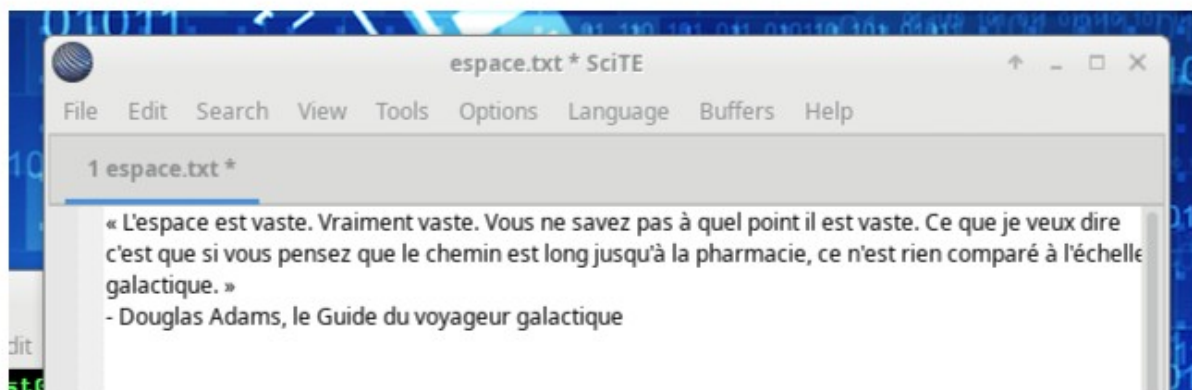 espace.txt * SciTE
File Edit Search View Tools Options Language Buffers Help
1 espace.txt *
« L'espace est vaste. Vraiment vaste. Vous ne savez pas à quel point il est vaste. Ce que je veux dire
c'est que si vous pensez que le chemin est long jusqu'à la pharmacie, ce n'est rien comparé à l'échelle
galactique. »
- Douglas Adams, le Guide du voyageur galactique